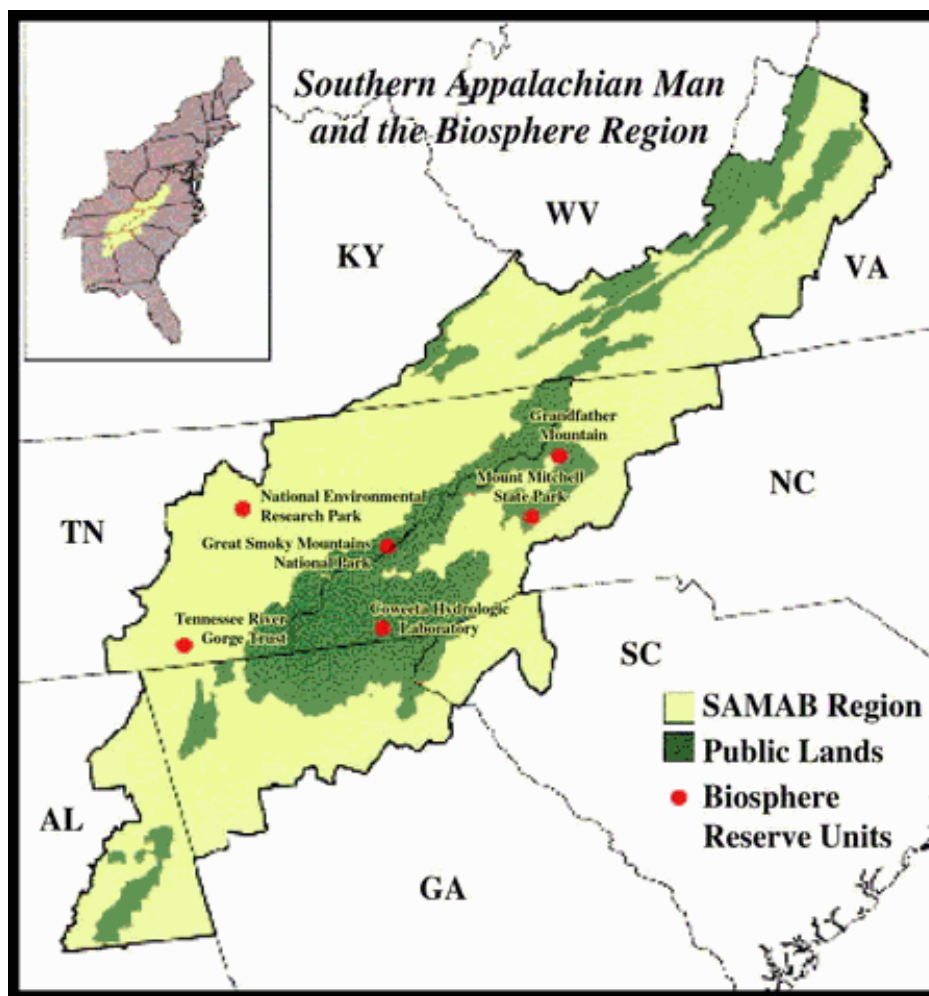 Southern Appalachian Man
and the Biosphere Region
WV
KY
VA
Grandfather
Mountain
Mount Mitchell
State Park
NC
National Environmental
Research Park
TN
Great Smoky Mountains
National Park
Coweeta Hydrologic
Laboratory
Tennessee River
Gorge Trust
SC
SAMAB Region
Public Lands
Biosphere
Reserve Units
AL
GA